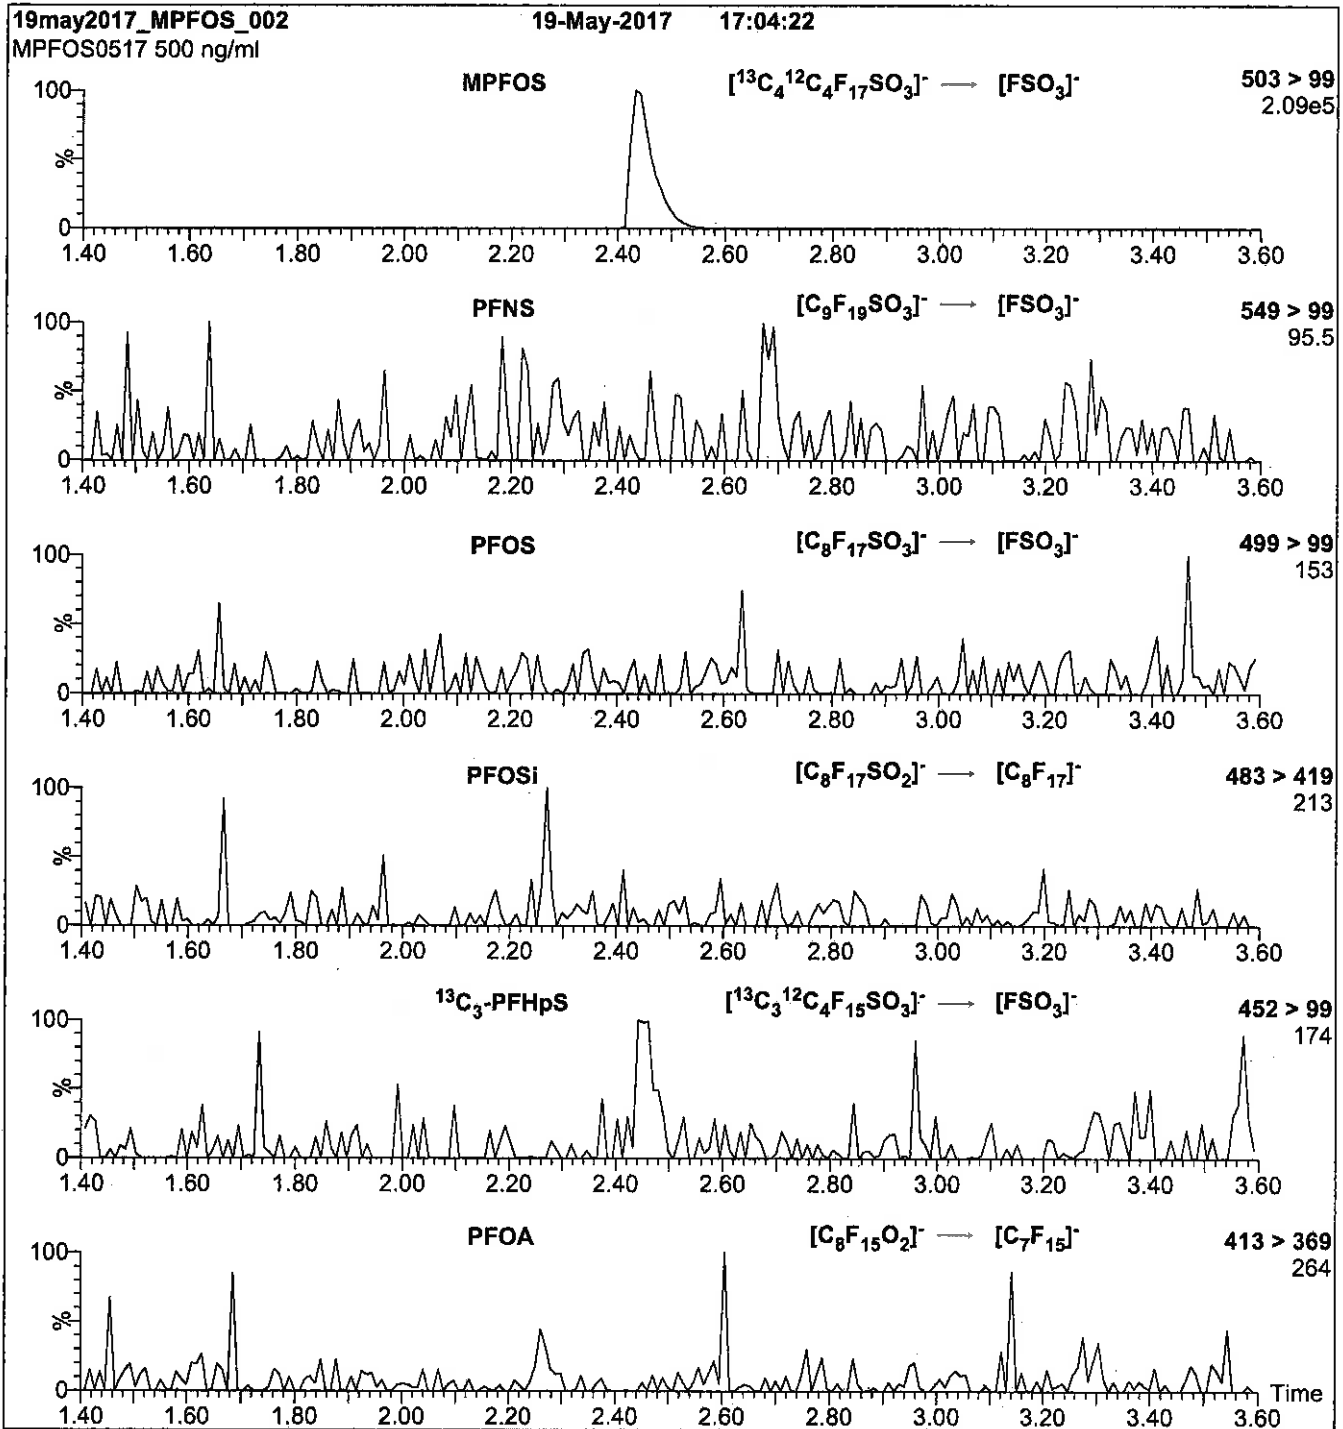 19may2017_MPFOS_002 19-May-2017 17:04:22
MPFOS0517 500 ng/ml
MPFOS [¹³C₄¹²C₄F₁₇SO₃]⁻ → [FSO₃]⁻ 503 > 99
2.09e5
100
%
0
1.40 1.60 1.80 2.00 2.20 2.40 2.60 2.80 3.00 3.20 3.40 3.60
PFNS [C₉F₁₉SO₃]⁻ → [FSO₃]⁻ 549 > 99
95.5
100
%
0
1.40 1.60 1.80 2.00 2.20 2.40 2.60 2.80 3.00 3.20 3.40 3.60
PFOS [C₈F₁₇SO₃]⁻ → [FSO₃]⁻ 499 > 99
153
100
%
0
1.40 1.60 1.80 2.00 2.20 2.40 2.60 2.80 3.00 3.20 3.40 3.60
PFOSi [C₈F₁₇SO₂]⁻ → [C₈F₁₇]⁻ 483 > 419
213
100
%
0
1.40 1.60 1.80 2.00 2.20 2.40 2.60 2.80 3.00 3.20 3.40 3.60
¹³C₃-PFHpS [¹³C₃¹²C₄F₁₅SO₃]⁻ → [FSO₃]⁻ 452 > 99
174
100
%
0
1.40 1.60 1.80 2.00 2.20 2.40 2.60 2.80 3.00 3.20 3.40 3.60
PFOA [C₈F₁₅O₂]⁻ → [C₇F₁₅]⁻ 413 > 369
264
100
%
0
Time
1.40 1.60 1.80 2.00 2.20 2.40 2.60 2.80 3.00 3.20 3.40 3.60